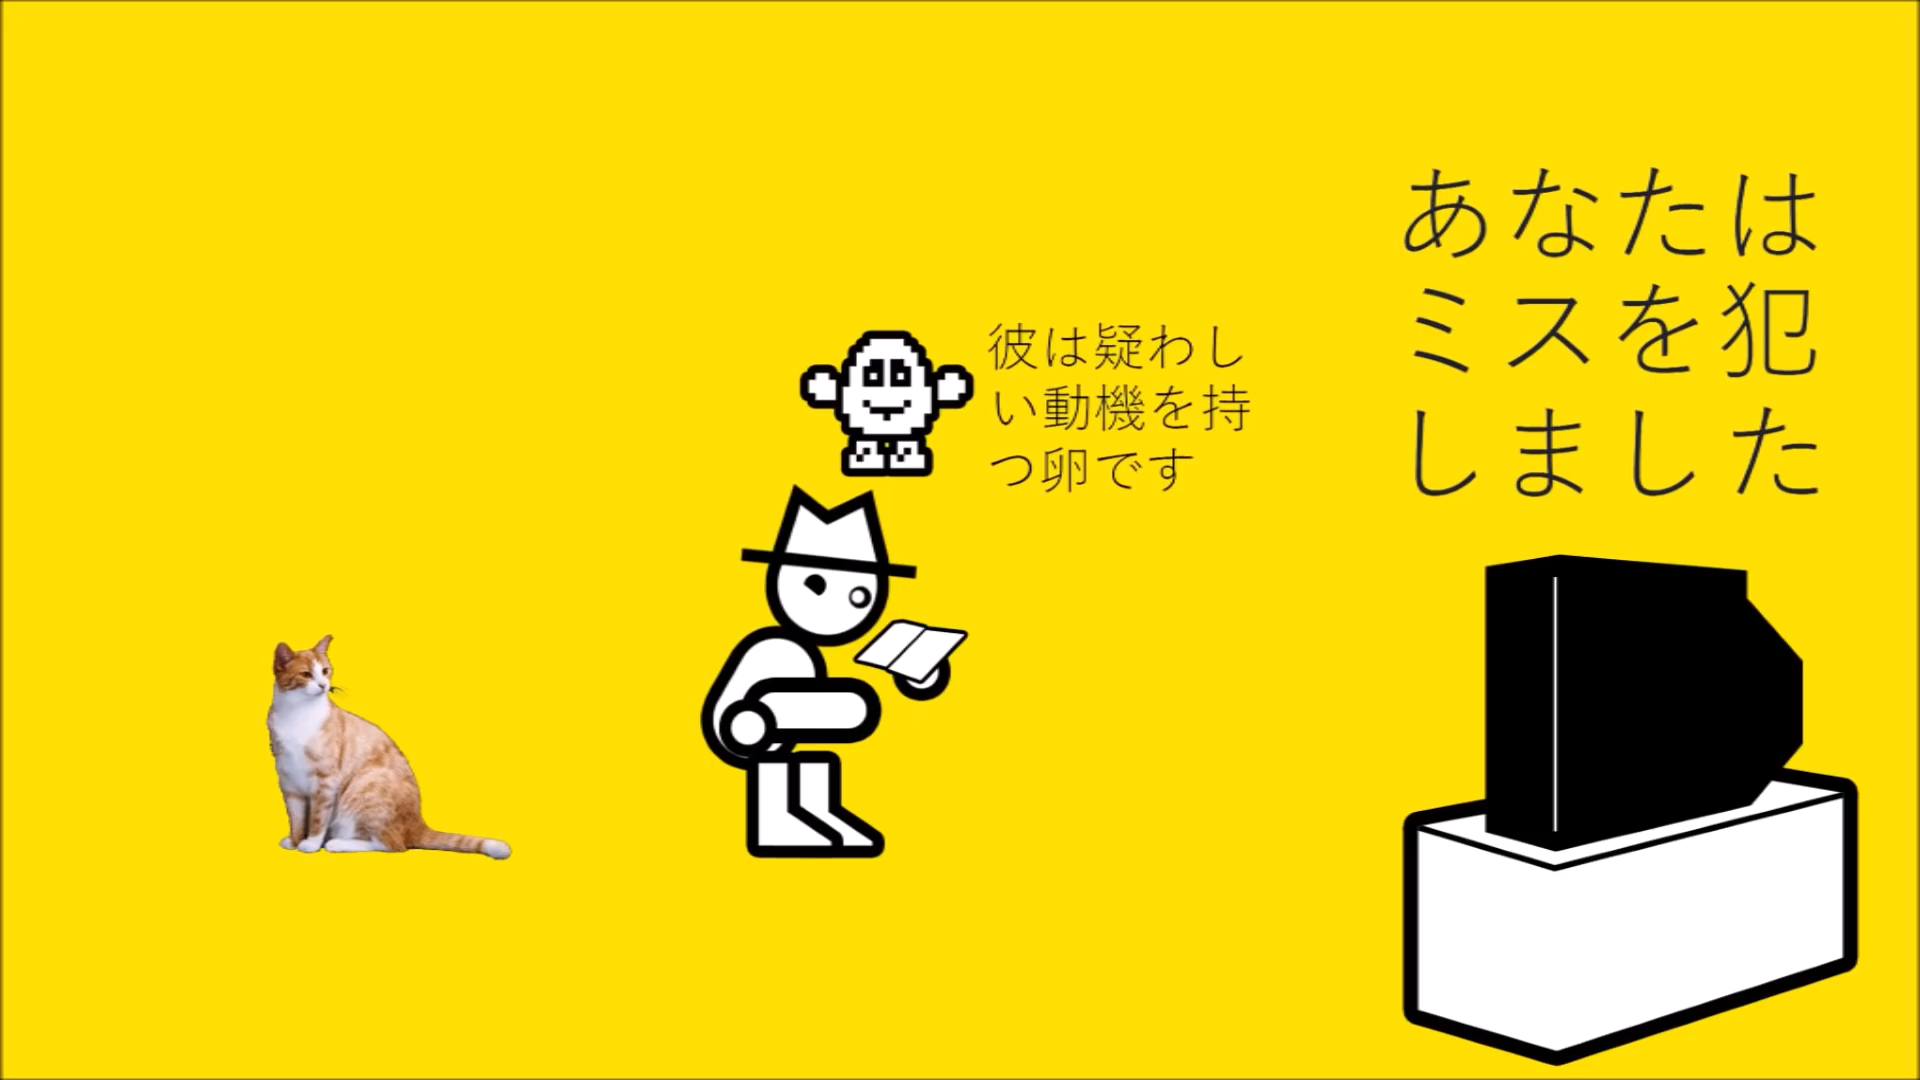 彼は疑わし
い動機を持
つ卵です
あなたは
ミスを犯
しました